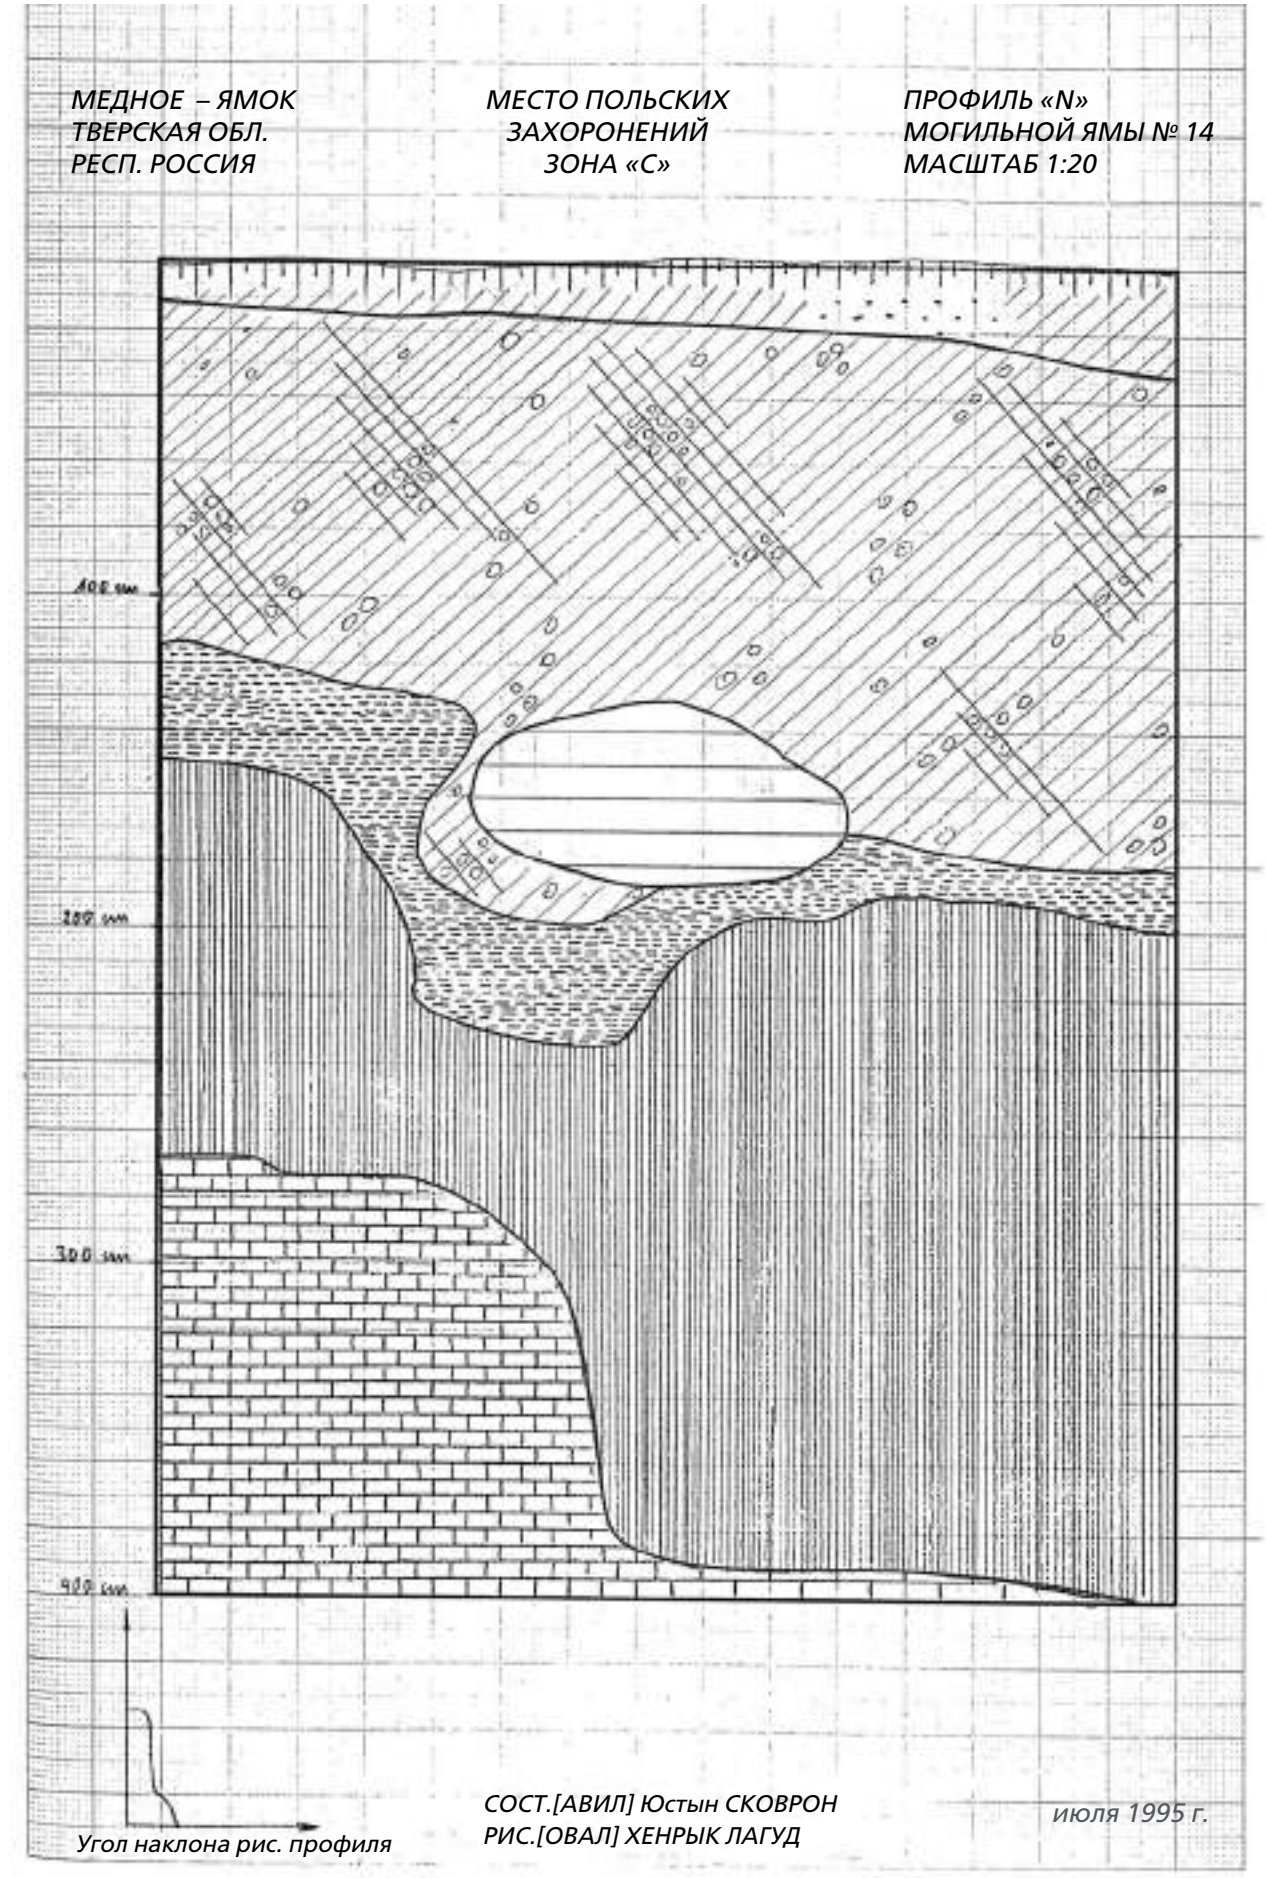 МЕДНОЕ – ЯМОК
ТВЕРСКАЯ ОБЛ.
РЕСП. РОССИЯ
МЕСТО ПОЛЬСКИХ
ЗАХОРОНЕНИЙ
ЗОНА «С»
ПРОФИЛЬ «N»
МОГИЛЬНОЙ ЯМЫ № 14
МАСШТАБ 1:20
100 cm
200 cm
300 cm
400 cm
Угол наклона рис. профиля
СОСТ.[АВИЛ] Юстын СКОВРОН
РИС.[ОВАЛ] ХЕНРЫК ЛАГУД
июля 1995 г.